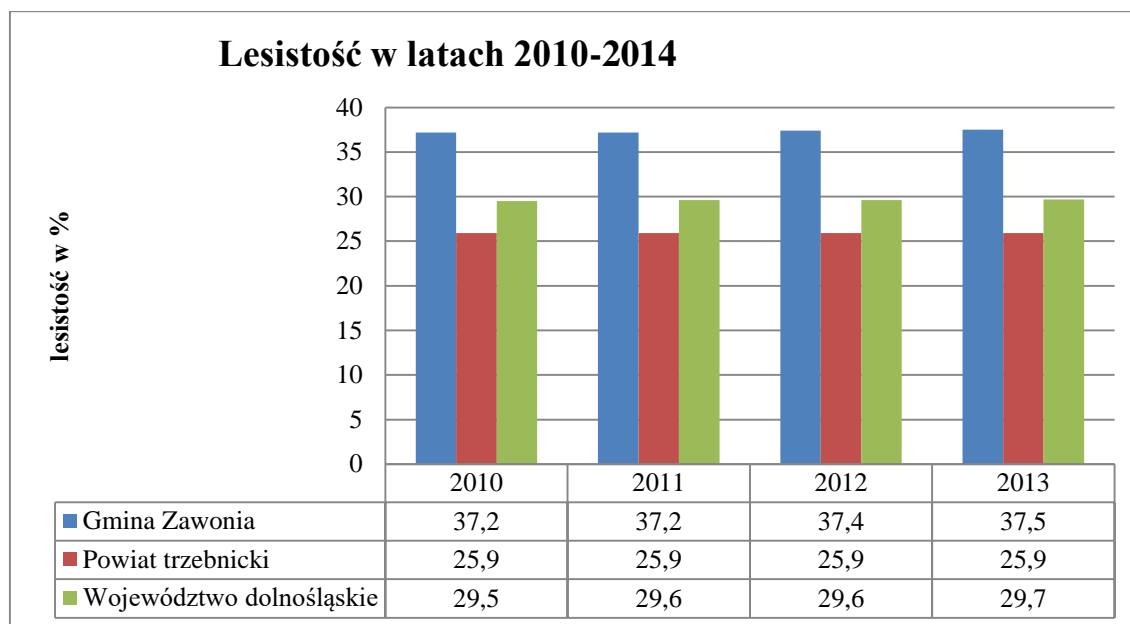 Lesistość w latach 2010-2014
lesistość w %
40
35
30
25
20
15
10
5
0
2010 2011 2012 2013
Gmina Zawonia 37,2 37,2 37,4 37,5
Powiat trzebnicki 25,9 25,9 25,9 25,9
Województwo dolnośląskie 29,5 29,6 29,6 29,7